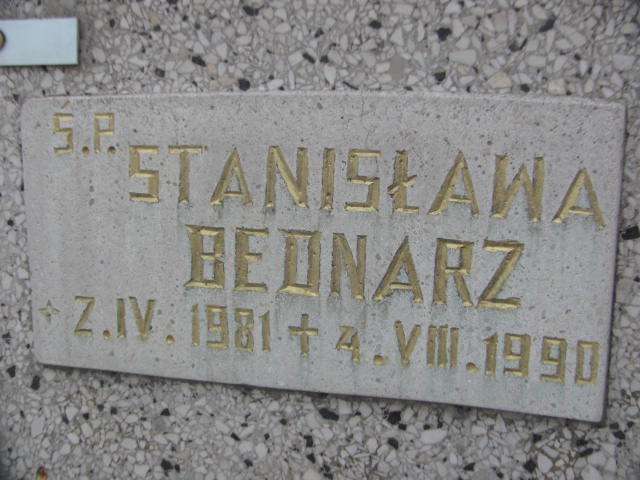 Ś.P. STANISŁAWA
BEDNARZ
2.IV.1981 + 4.VIII.1990